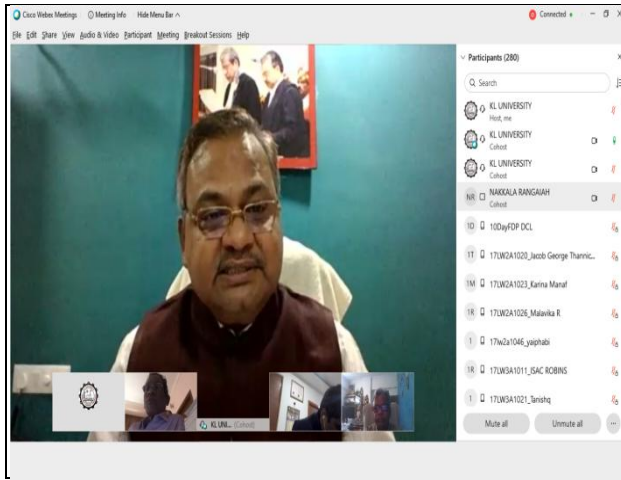 Cisco Webex Meetings
Meeting Info
Hide Menu Bar
Connected
File Edit Share View Audio & Video Participant Meeting Breakout Sessions Help
Participants (280)
Search
KL UNIVERSITY
Host, me
KL UNIVERSITY
Cohost
KL UNIVERSITY
Cohost
NR NAKKALA RANGAIAH
Cohost
1D 10DayFDP DCL
1T 17LW2A1020_Jacob George Thannic...
1M 17LW2A1023_Karina Manaf
1R 17LW2A1026_Malavika R
1 17lw2a1046_yaiphabi
1R 17LW3A1011_ISAC ROBINS
1 17LW3A1021_Tanishq
KL UNI... (Cohost)
Mute all
Unmute all